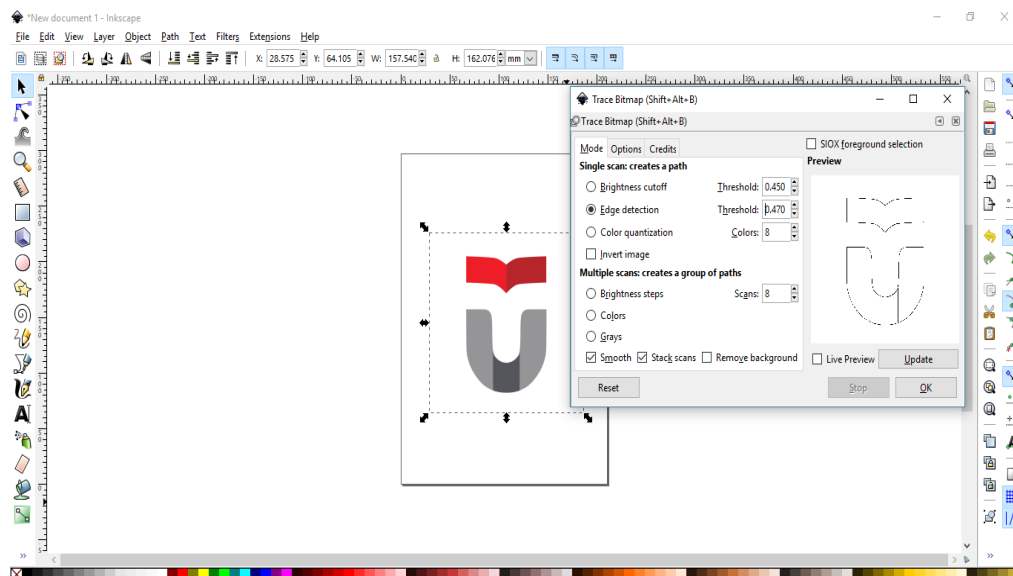 *New document 1 - Inkscape
File Edit View Layer Object Path Text Filters Extensions Help
X: 28.575 Y: 64.105 W: 157.540 H: 162.076 mm
Trace Bitmap (Shift+Alt+B)
Trace Bitmap (Shift+Alt+B)
Mode Options Credits
SIOX foreground selection
Single scan: creates a path
Preview
Brightness cutoff Threshold: 0.450
Edge detection Threshold: 0.470
Color quantization Colors: 8
Invert image
Multiple scans: creates a group of paths
Brightness steps Scans: 8
Colors
Grays
Smooth Stack scans Remove background
Live Preview Update
Reset Stop OK